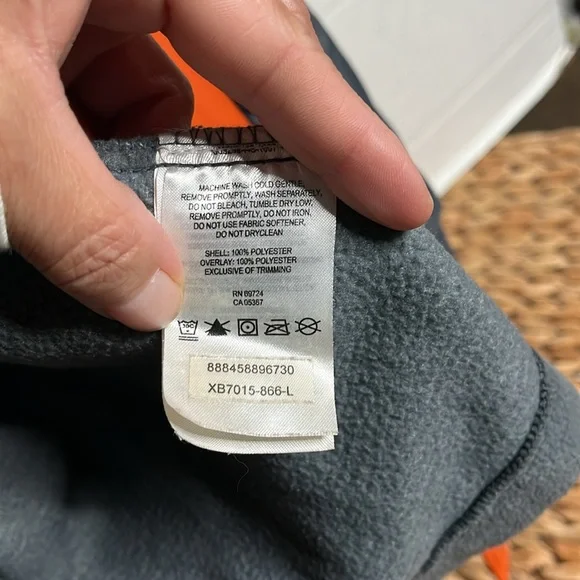 MACHINE WASH COLD GENTLE,
REMOVE PROMPTLY, WASH SEPARATELY,
DO NOT BLEACH, TUMBLE DRY LOW,
REMOVE PROMPTLY, DO NOT IRON,
DO NOT USE FABRIC SOFTENER,
DO NOT DRYCLEAN
SHELL: 100% POLYESTER
OVERLAY: 100% POLYESTER
EXCLUSIVE OF TRIMMING
RN 69724
CA 05367
30C
888458896730
XB7015-866-L